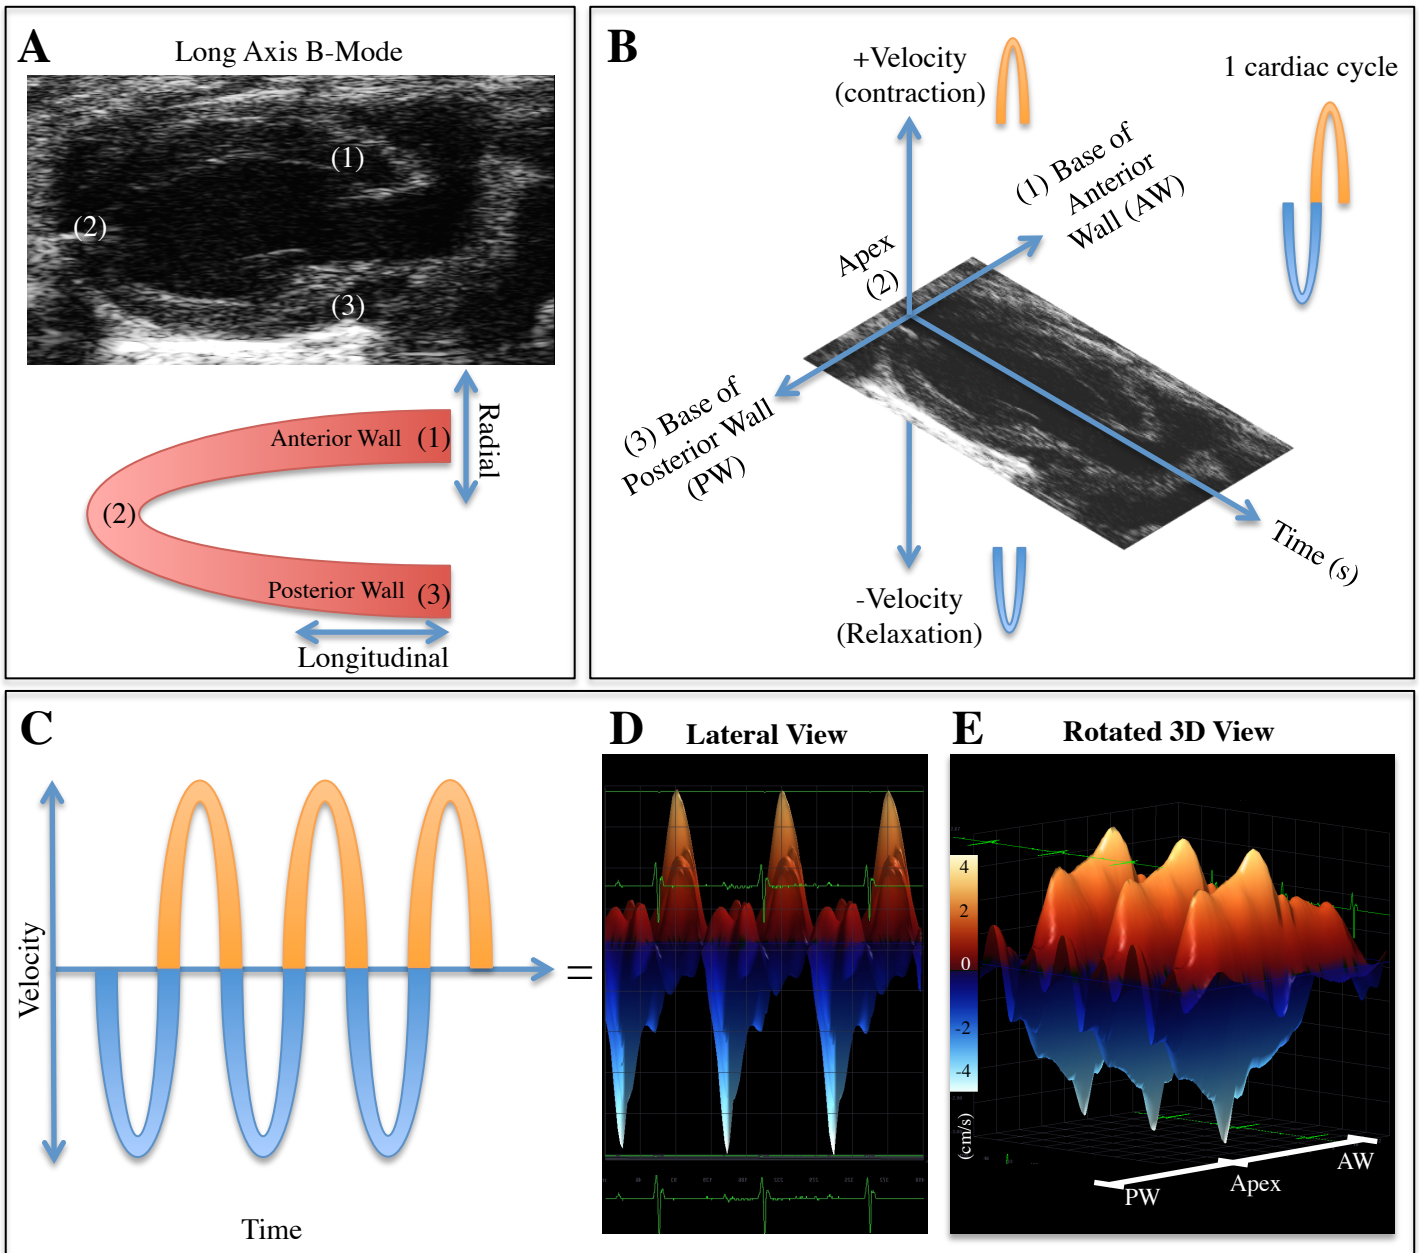 A
Long Axis B-Mode
(1)
(2)
(3)
Radial
Anterior Wall (1)
(2)
Posterior Wall (3)
Longitudinal
B
+Velocity
(contraction)
1 cardiac cycle
(1) Base of
Anterior
Wall (AW)
Apex
(2)
(3) Base of
Posterior Wall
(PW)
Time (s)
-Velocity
(Relaxation)
C
Velocity
Time
=
D
Lateral View
E
Rotated 3D View
4
2
0
-2
-4
(cm/s)
PW
Apex
AW